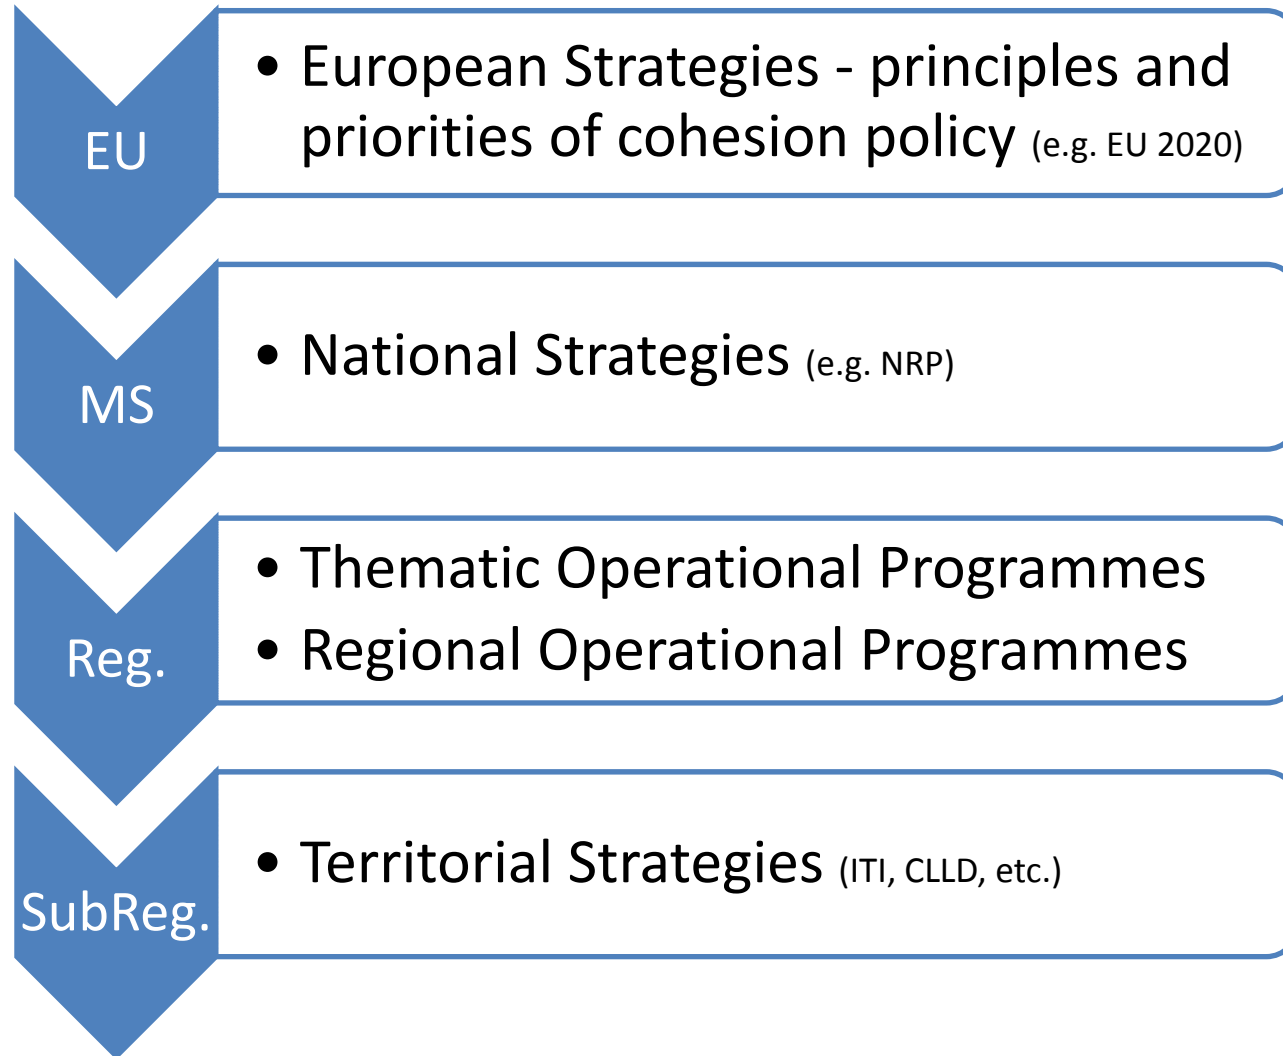 EU
• European Strategies - principles and
priorities of cohesion policy (e.g. EU 2020)
MS
• National Strategies (e.g. NRP)
Reg.
• Thematic Operational Programmes
• Regional Operational Programmes
SubReg.
• Territorial Strategies (ITI, CLLD, etc.)